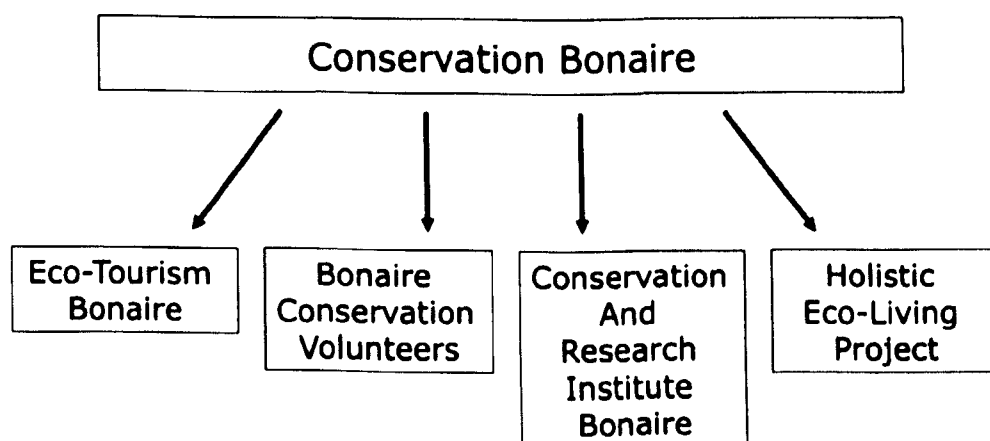 Conservation Bonaire
Eco-Tourism
Bonaire
Bonaire
Conservation
Volunteers
Conservation
And
Research
Institute
Bonaire
Holistic
Eco-Living
Project